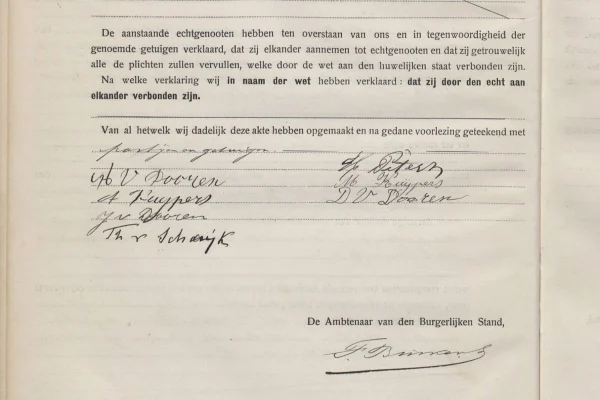 De aanstaande echtgenooten hebben ten overstaan van ons en in tegenwoordigheid der
genoemde getuigen verklaard, dat zij elkander aannemen tot echtgenooten en dat zij getrouwelijk
alle de plichten zullen vervullen, welke door de wet aan den huwelijken staat verbonden zijn.
Na welke verklaring wij in naam der wet hebben verklaard: dat zij door den echt aan
elkander verbonden zijn.
Van al hetwelk wij dadelijk deze akte hebben opgemaakt en na gedane voorlezing geteekend met
partijen en getuigen.
V Dooren Peters
Kuypers M Kuypers
J v Dooren D V Dooren
Th v Schaijk
De Ambtenaar van den Burgerlijken Stand,